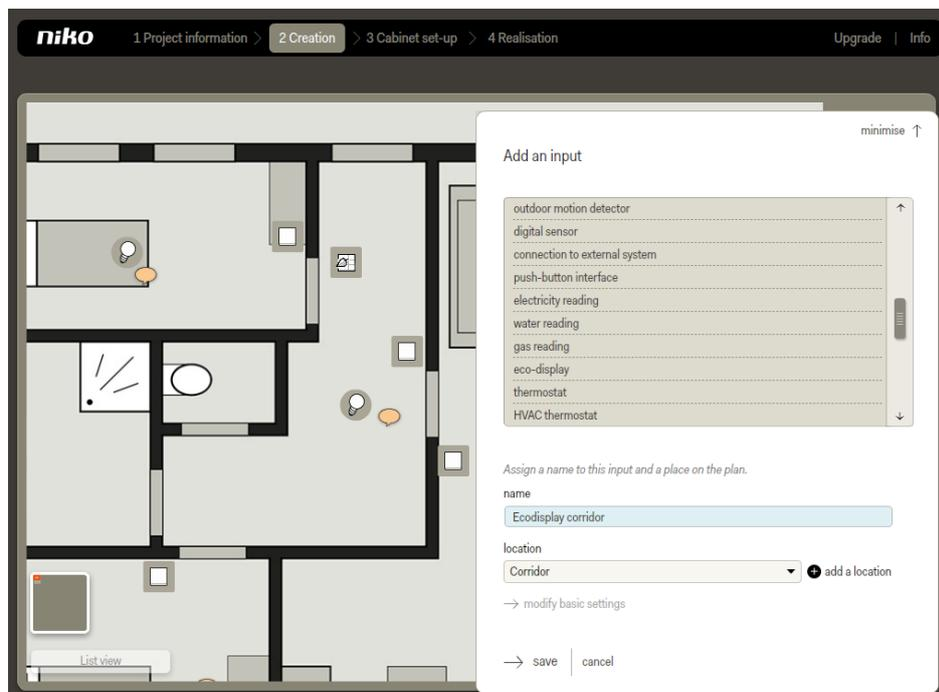 niko 1 Project information 2 Creation 3 Cabinet set-up 4 Realisation Upgrade | Info
minimise ↑
Add an input
outdoor motion detector
digital sensor
connection to external system
push-button interface
electricity reading
water reading
gas reading
eco-display
thermostat
HVAC thermostat
Assign a name to this input and a place on the plan.
name
Ecodisplay corridor
location
Corridor add a location
→ modify basic settings
→ save cancel
List view